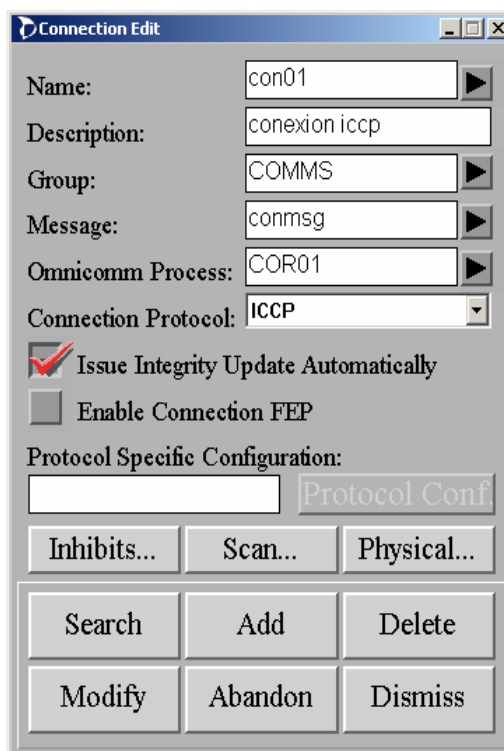 Connection Edit
Name: con01
Description: conexion iccp
Group: COMMS
Message: conmsg
Omnicomm Process: COR01
Connection Protocol: ICCP
Issue Integrity Update Automatically
Enable Connection FEP
Protocol Specific Configuration:
Protocol Conf.
Inhibits... Scan... Physical...
Search Add Delete
Modify Abandon Dismiss